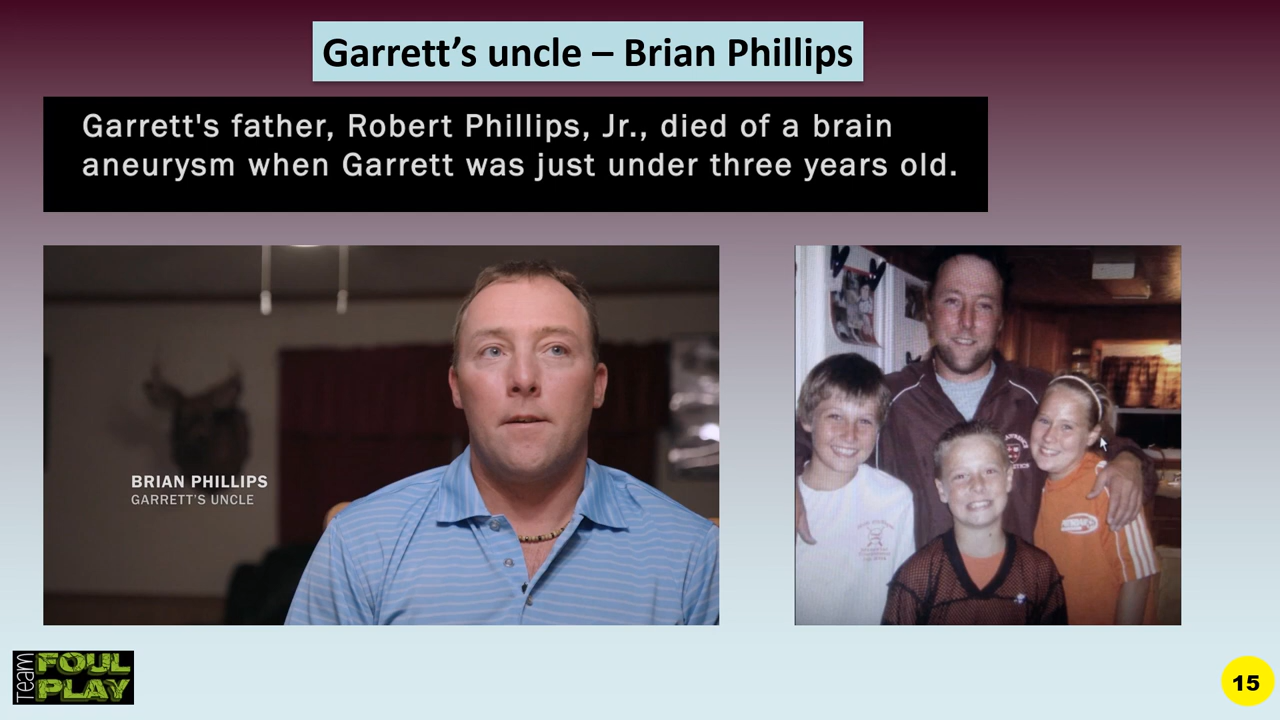 Garrett’s uncle – Brian Phillips
Garrett's father, Robert Phillips, Jr., died of a brain
aneurysm when Garrett was just under three years old.
BRIAN PHILLIPS
GARRETT'S UNCLE
Team
FOUL
PLAY
15